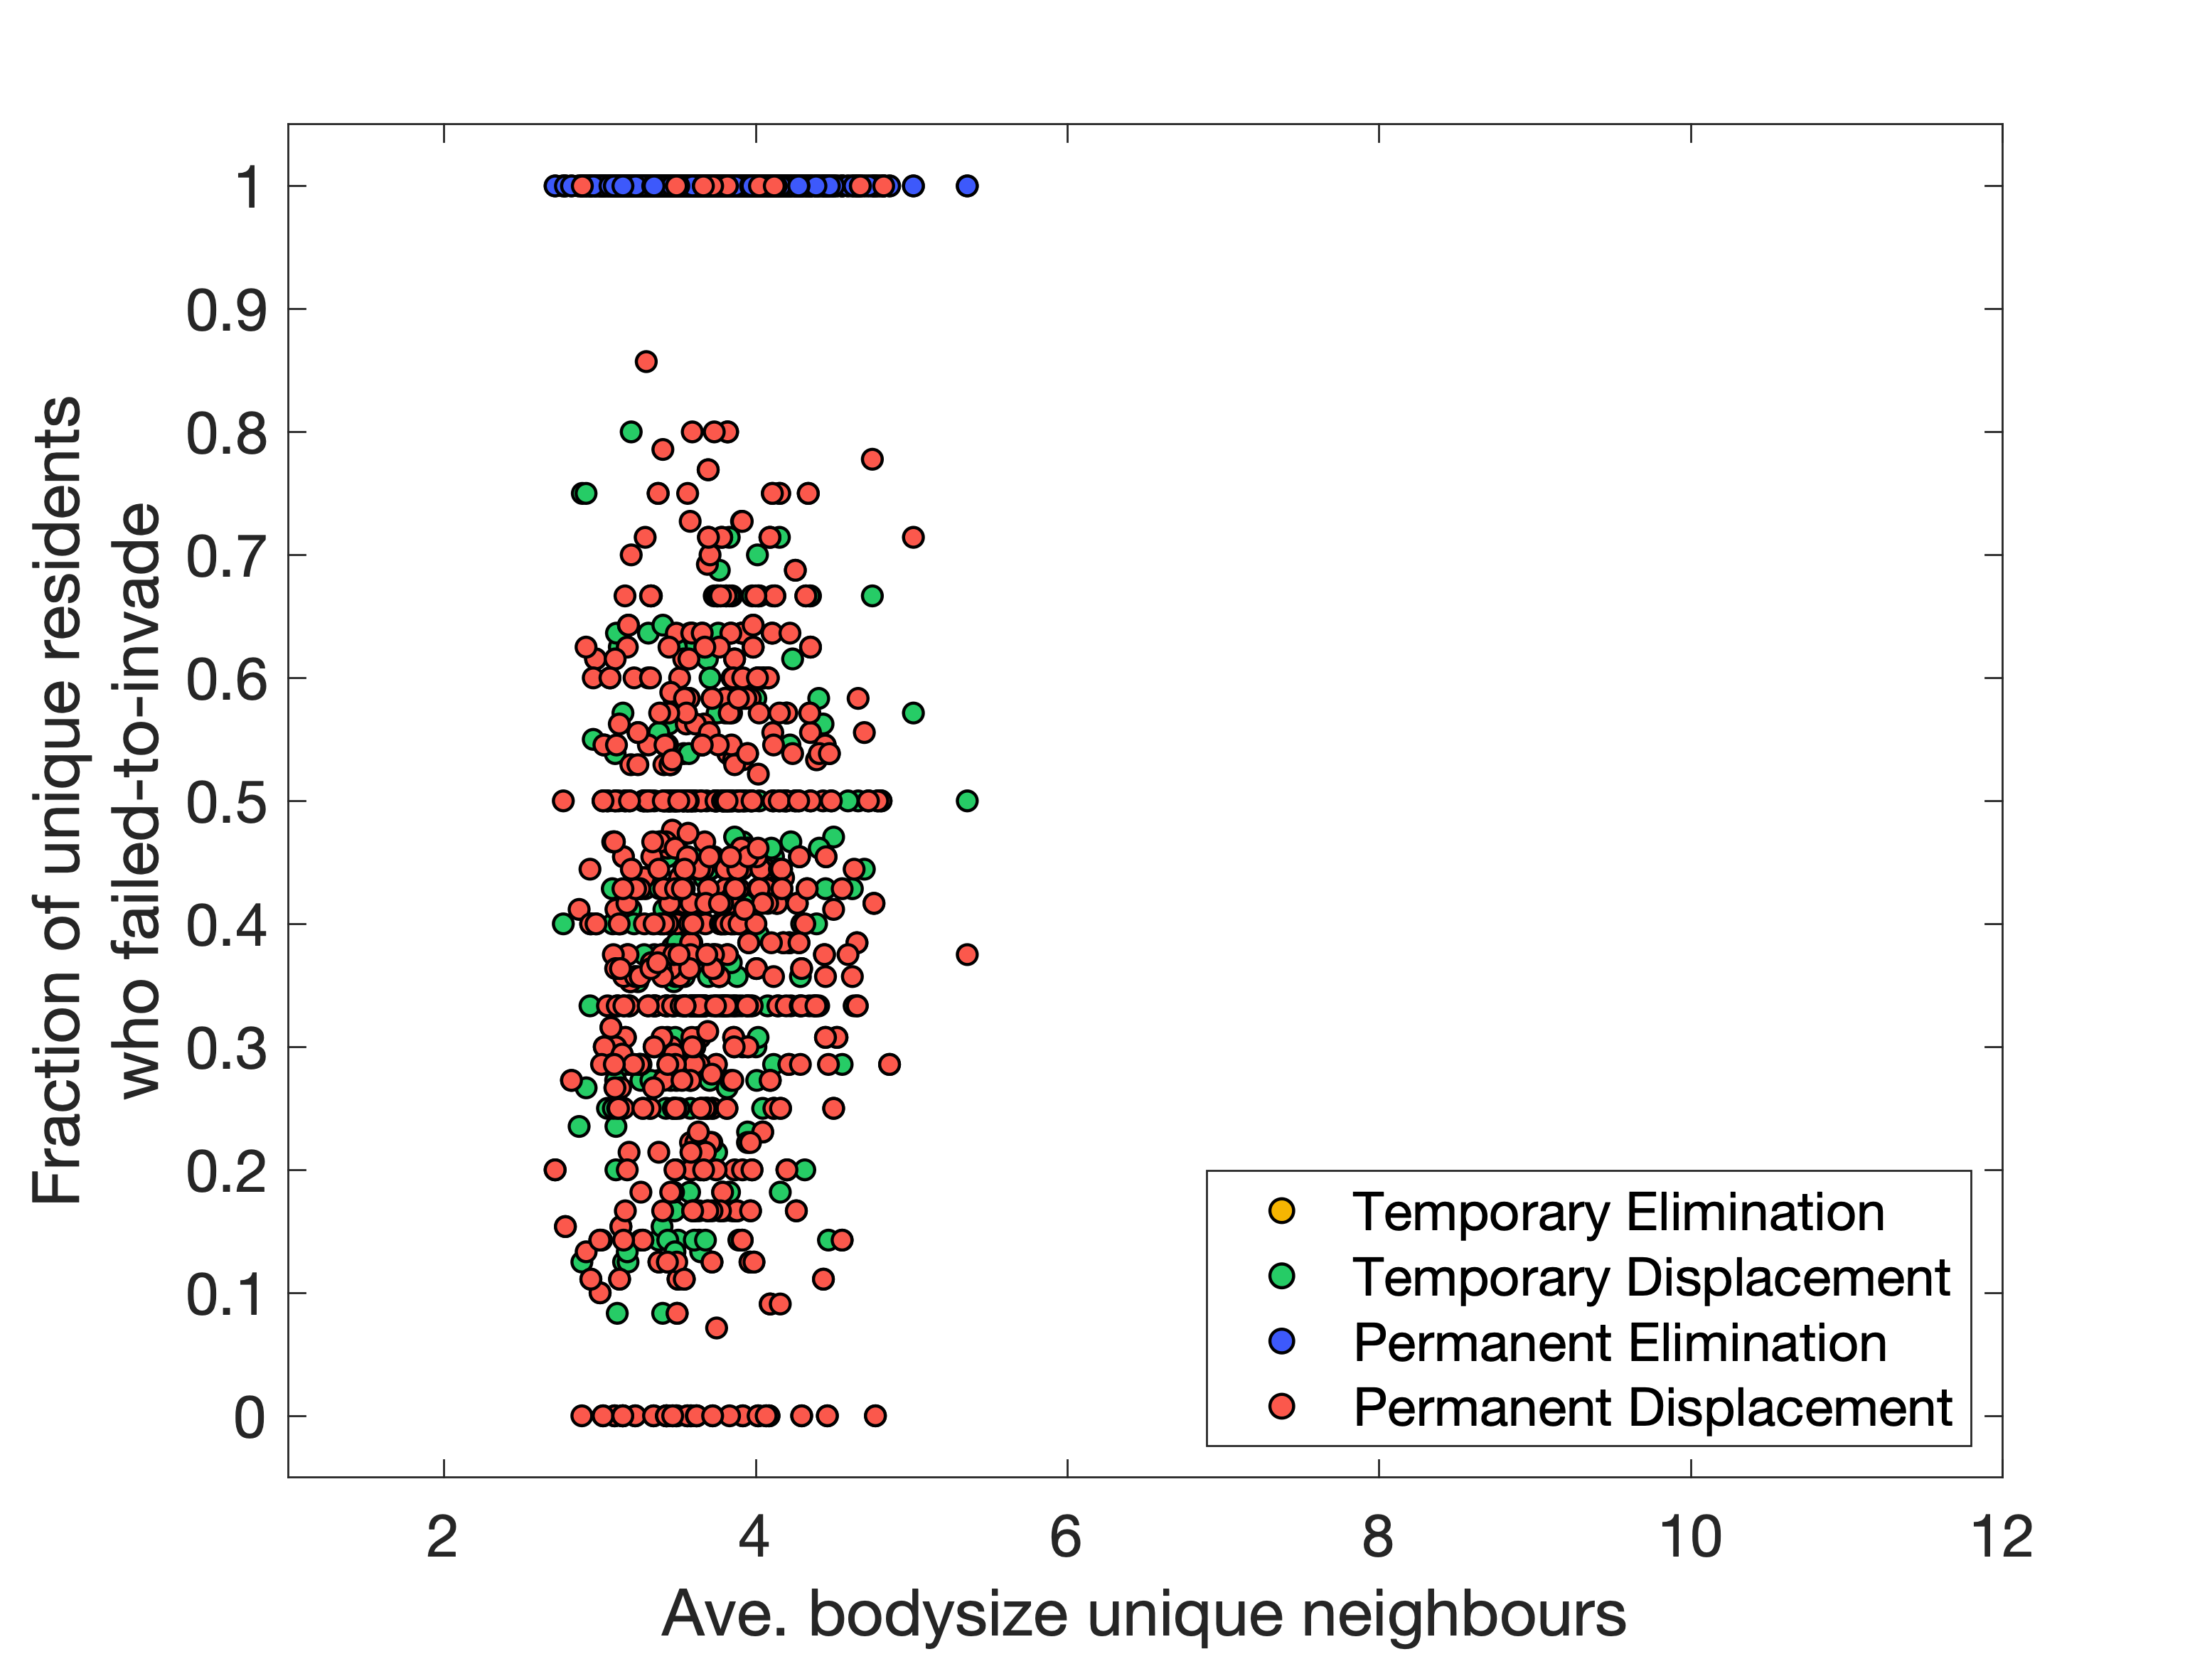 Fraction of unique residents
who failed-to-invade
1
0.9
0.8
0.7
0.6
0.5
0.4
0.3
0.2
0.1
0
Temporary Elimination
Temporary Displacement
Permanent Elimination
Permanent Displacement
2 4 6 8 10 12
Ave. bodysize unique neighbours